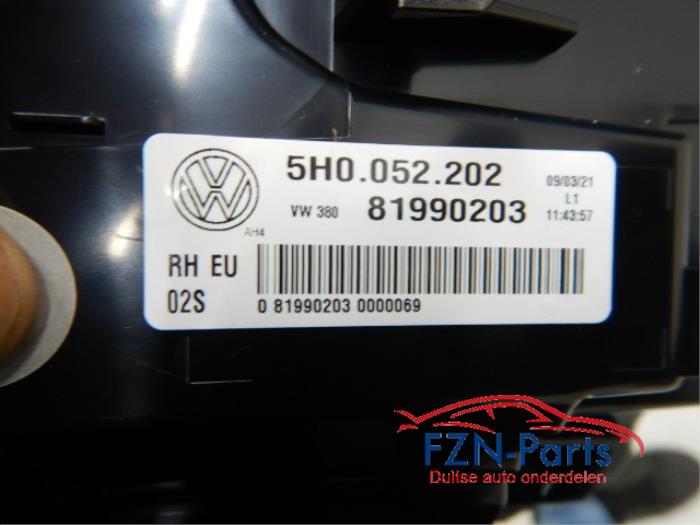 5H0.052.202
09/03/21
L1
VW 380
81990203
11:43:57
AH4
RH EU
02S
0 81990203 0000069
FZN-Parts
Duitse auto onderdelen